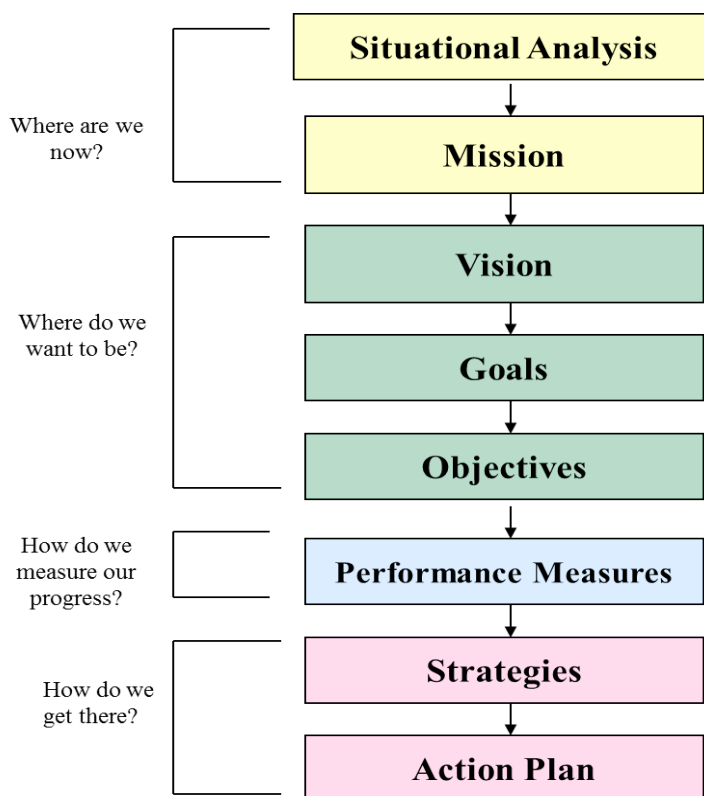 Situational Analysis
Where are we
now?
Mission
Vision
Where do we
want to be?
Goals
Objectives
How do we
measure our
progress?
Performance Measures
Strategies
How do we
get there?
Action Plan